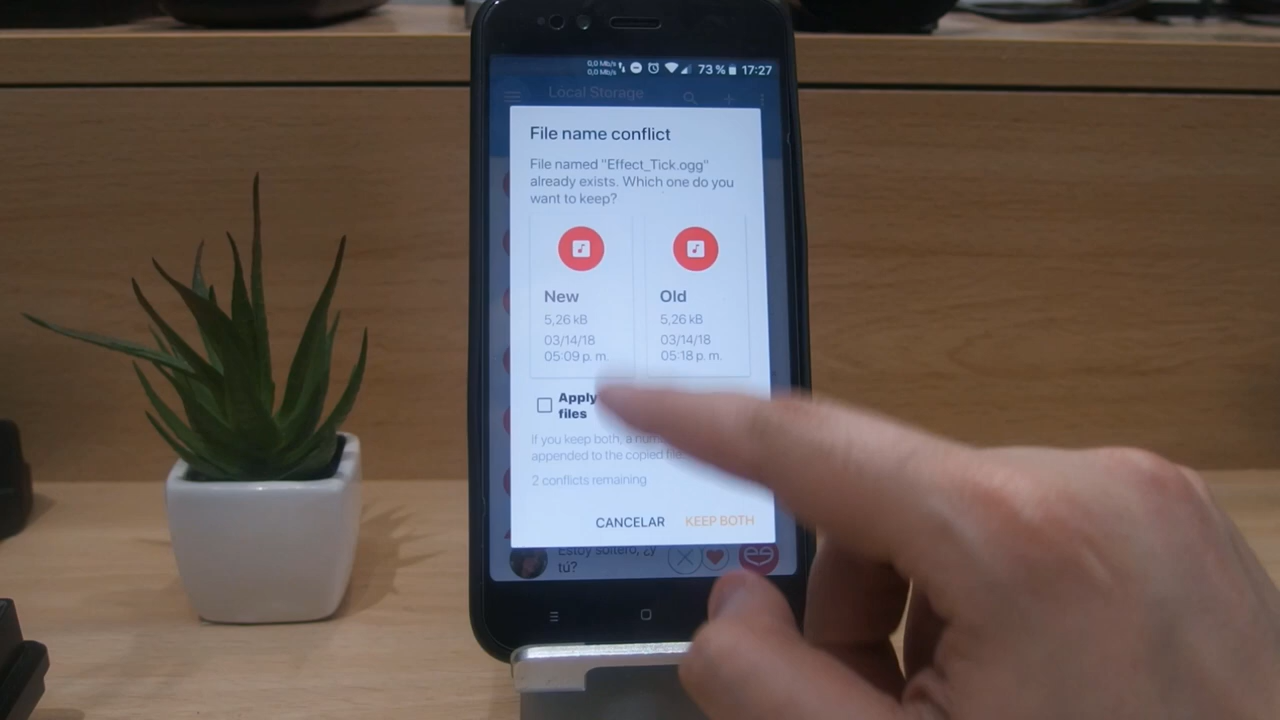 0,0 Mb/s
0,0 Mb/s
73 % 17:27
Local Storage
File name conflict
File named "Effect_Tick.ogg"
already exists. Which one do you
want to keep?
New
5,26 kB
03/14/18
05:09 p. m.
Old
5,26 kB
03/14/18
05:18 p. m.
Apply
files
If you keep both, a
appended to the copied file.
2 conflicts remaining
CANCELAR KEEP BOTH
Estoy soltero, ¿y
tú?